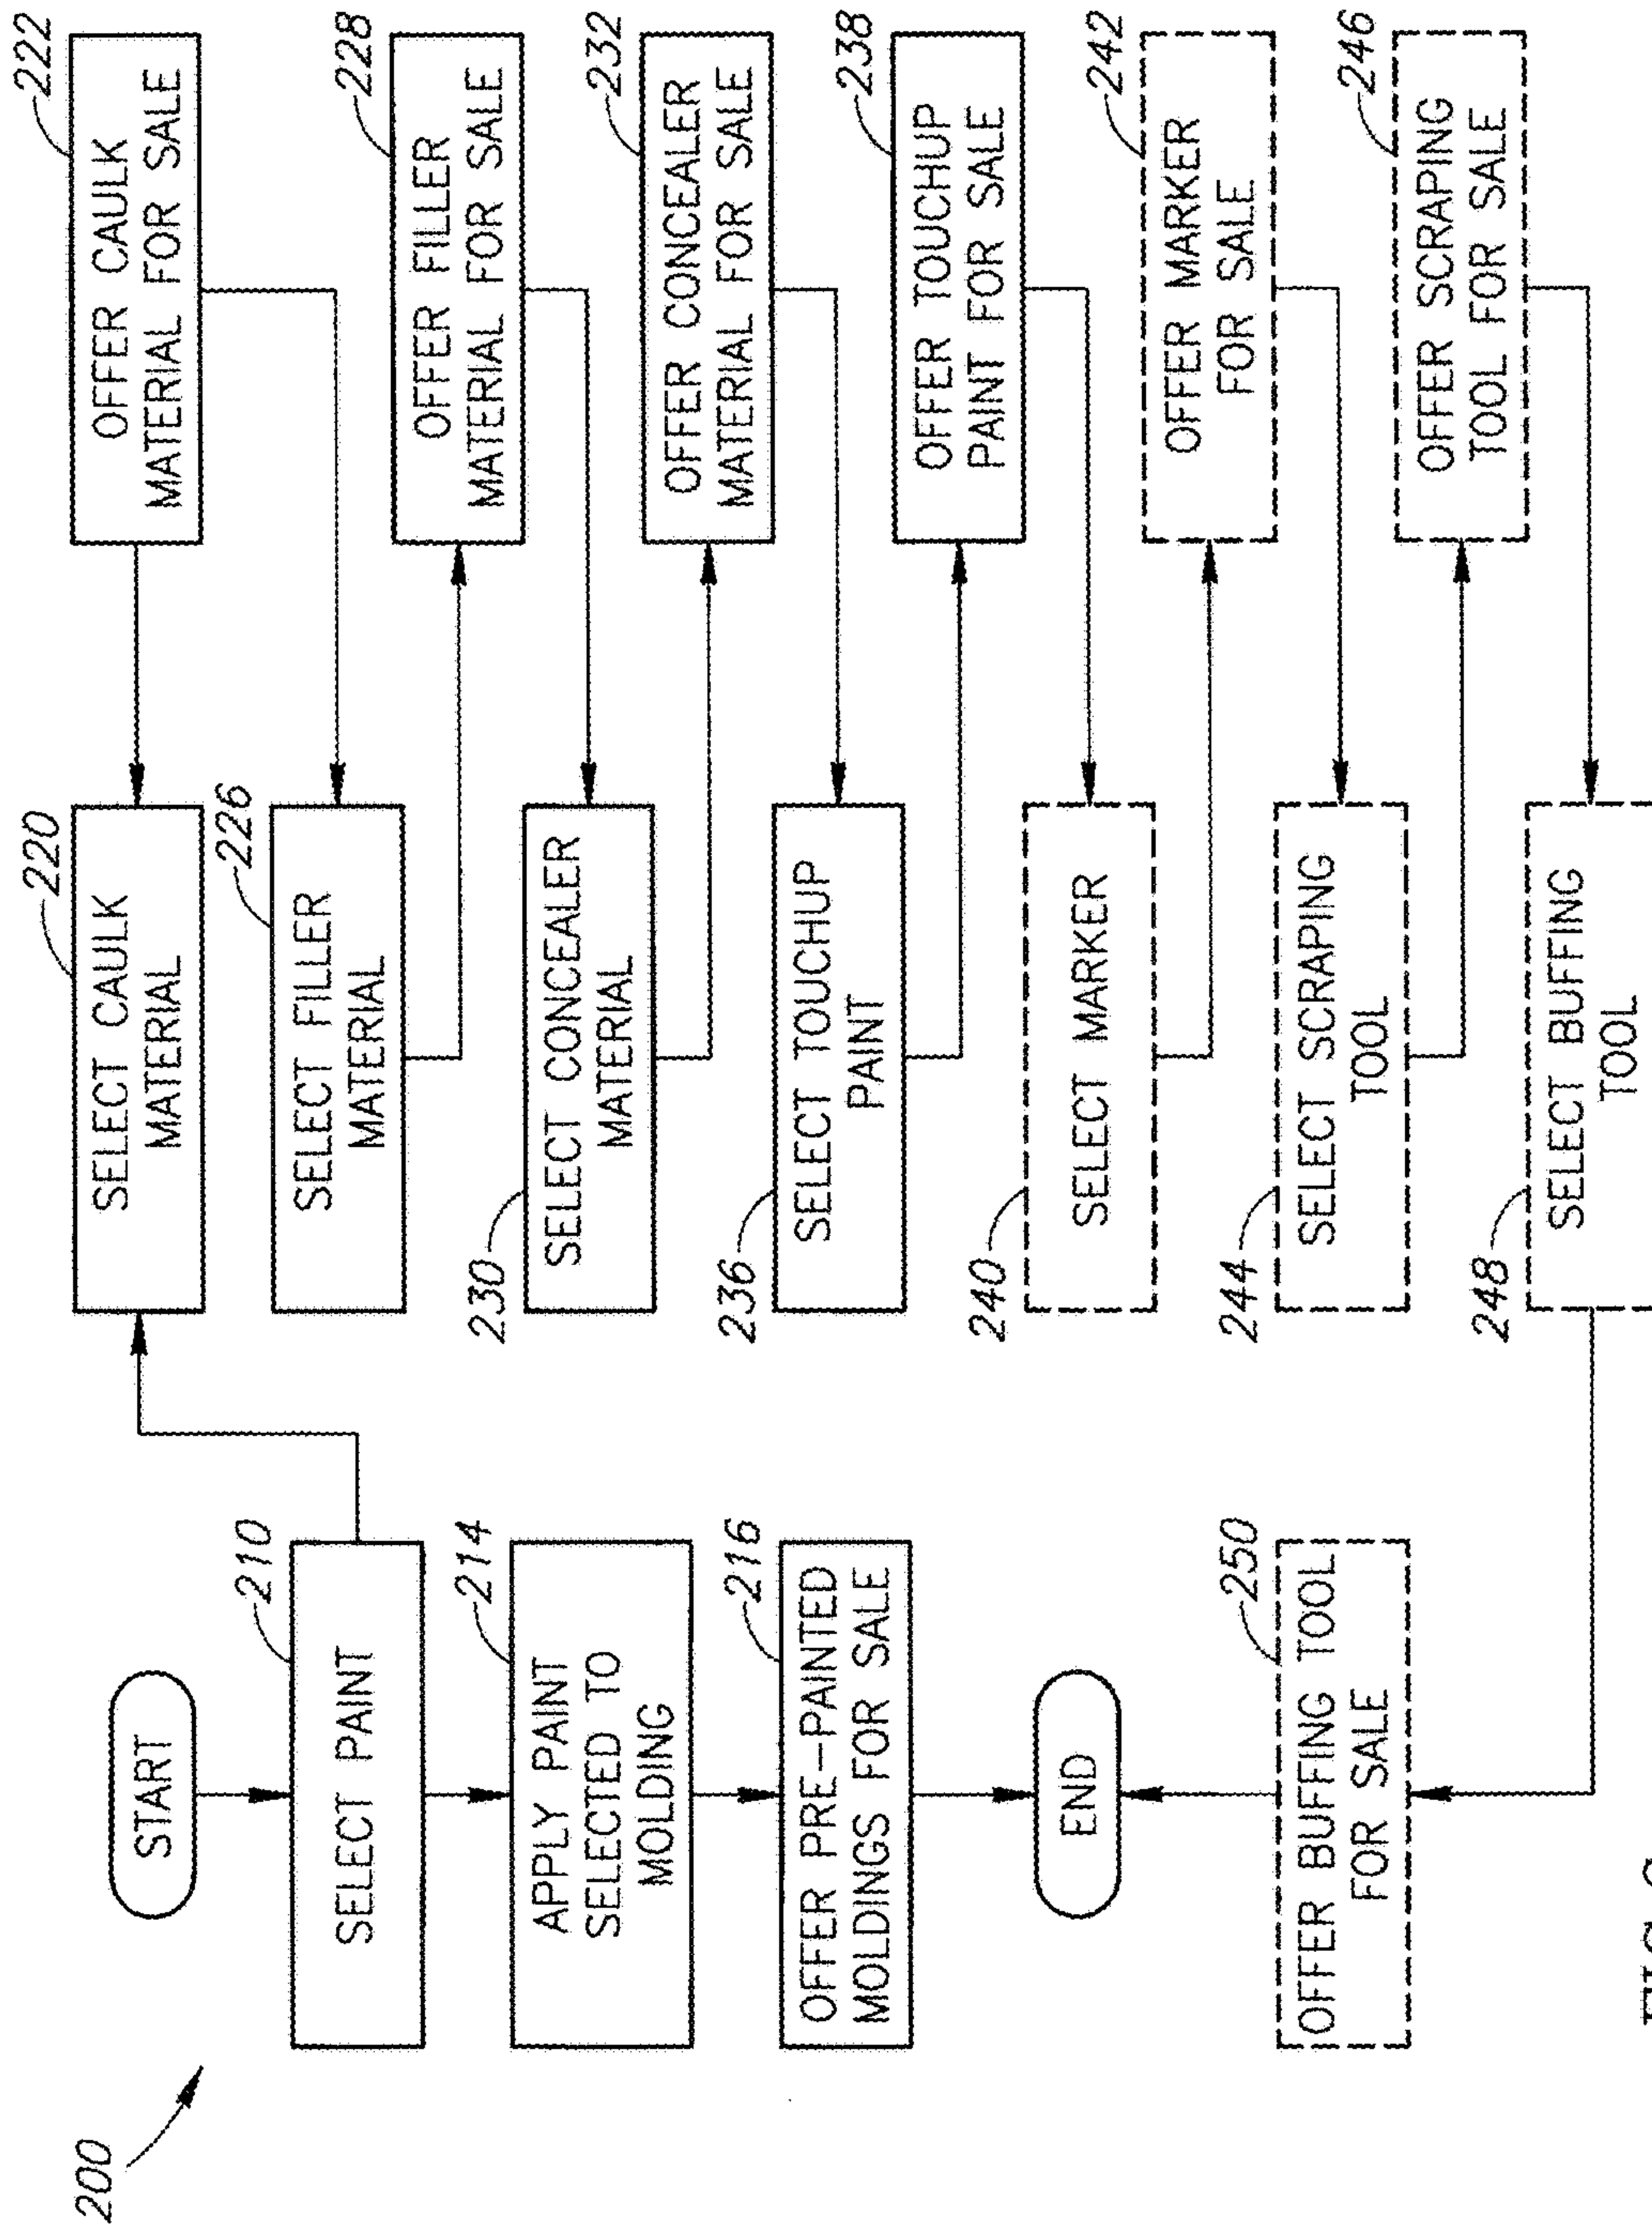 200
START
210
SELECT PAINT
214
APPLY PAINT
SELECTED TO
MOLDING
216
OFFER PRE-PAINTED
MOLDINGS FOR SALE
END
250
OFFER BUFFING TOOL
FOR SALE
220
SELECT CAULK
MATERIAL
226
SELECT FILLER
MATERIAL
230
SELECT CONCEALER
MATERIAL
236
SELECT TOUCHUP
PAINT
240
SELECT MARKER
244
SELECT SCRAPING
TOOL
248
SELECT BUFFING
TOOL
222
OFFER CAULK
MATERIAL FOR SALE
228
OFFER FILLER
MATERIAL FOR SALE
232
OFFER CONCEALER
MATERIAL FOR SALE
238
OFFER TOUCHUP
PAINT FOR SALE
242
OFFER MARKER
FOR SALE
246
OFFER SCRAPING
TOOL FOR SALE